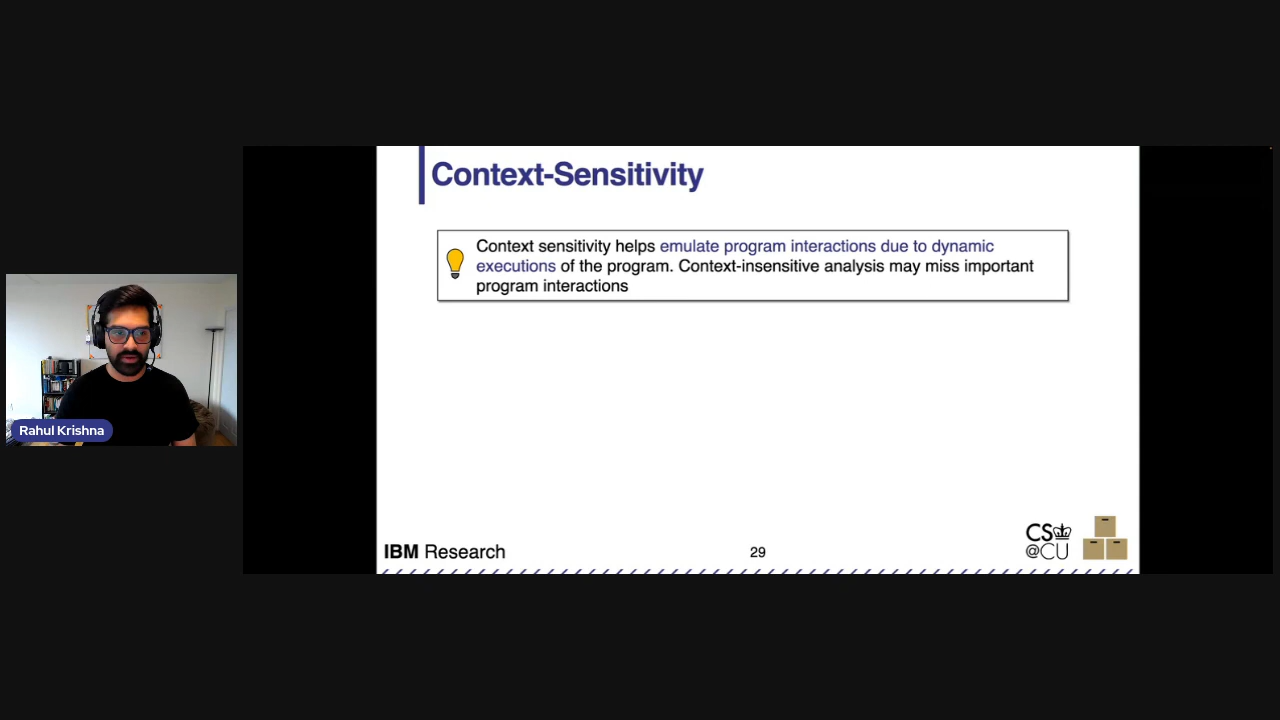 Context-Sensitivity
Context sensitivity helps emulate program interactions due to dynamic
executions of the program. Context-insensitive analysis may miss important
program interactions
Rahul Krishna
IBM Research
29
CS
@CU